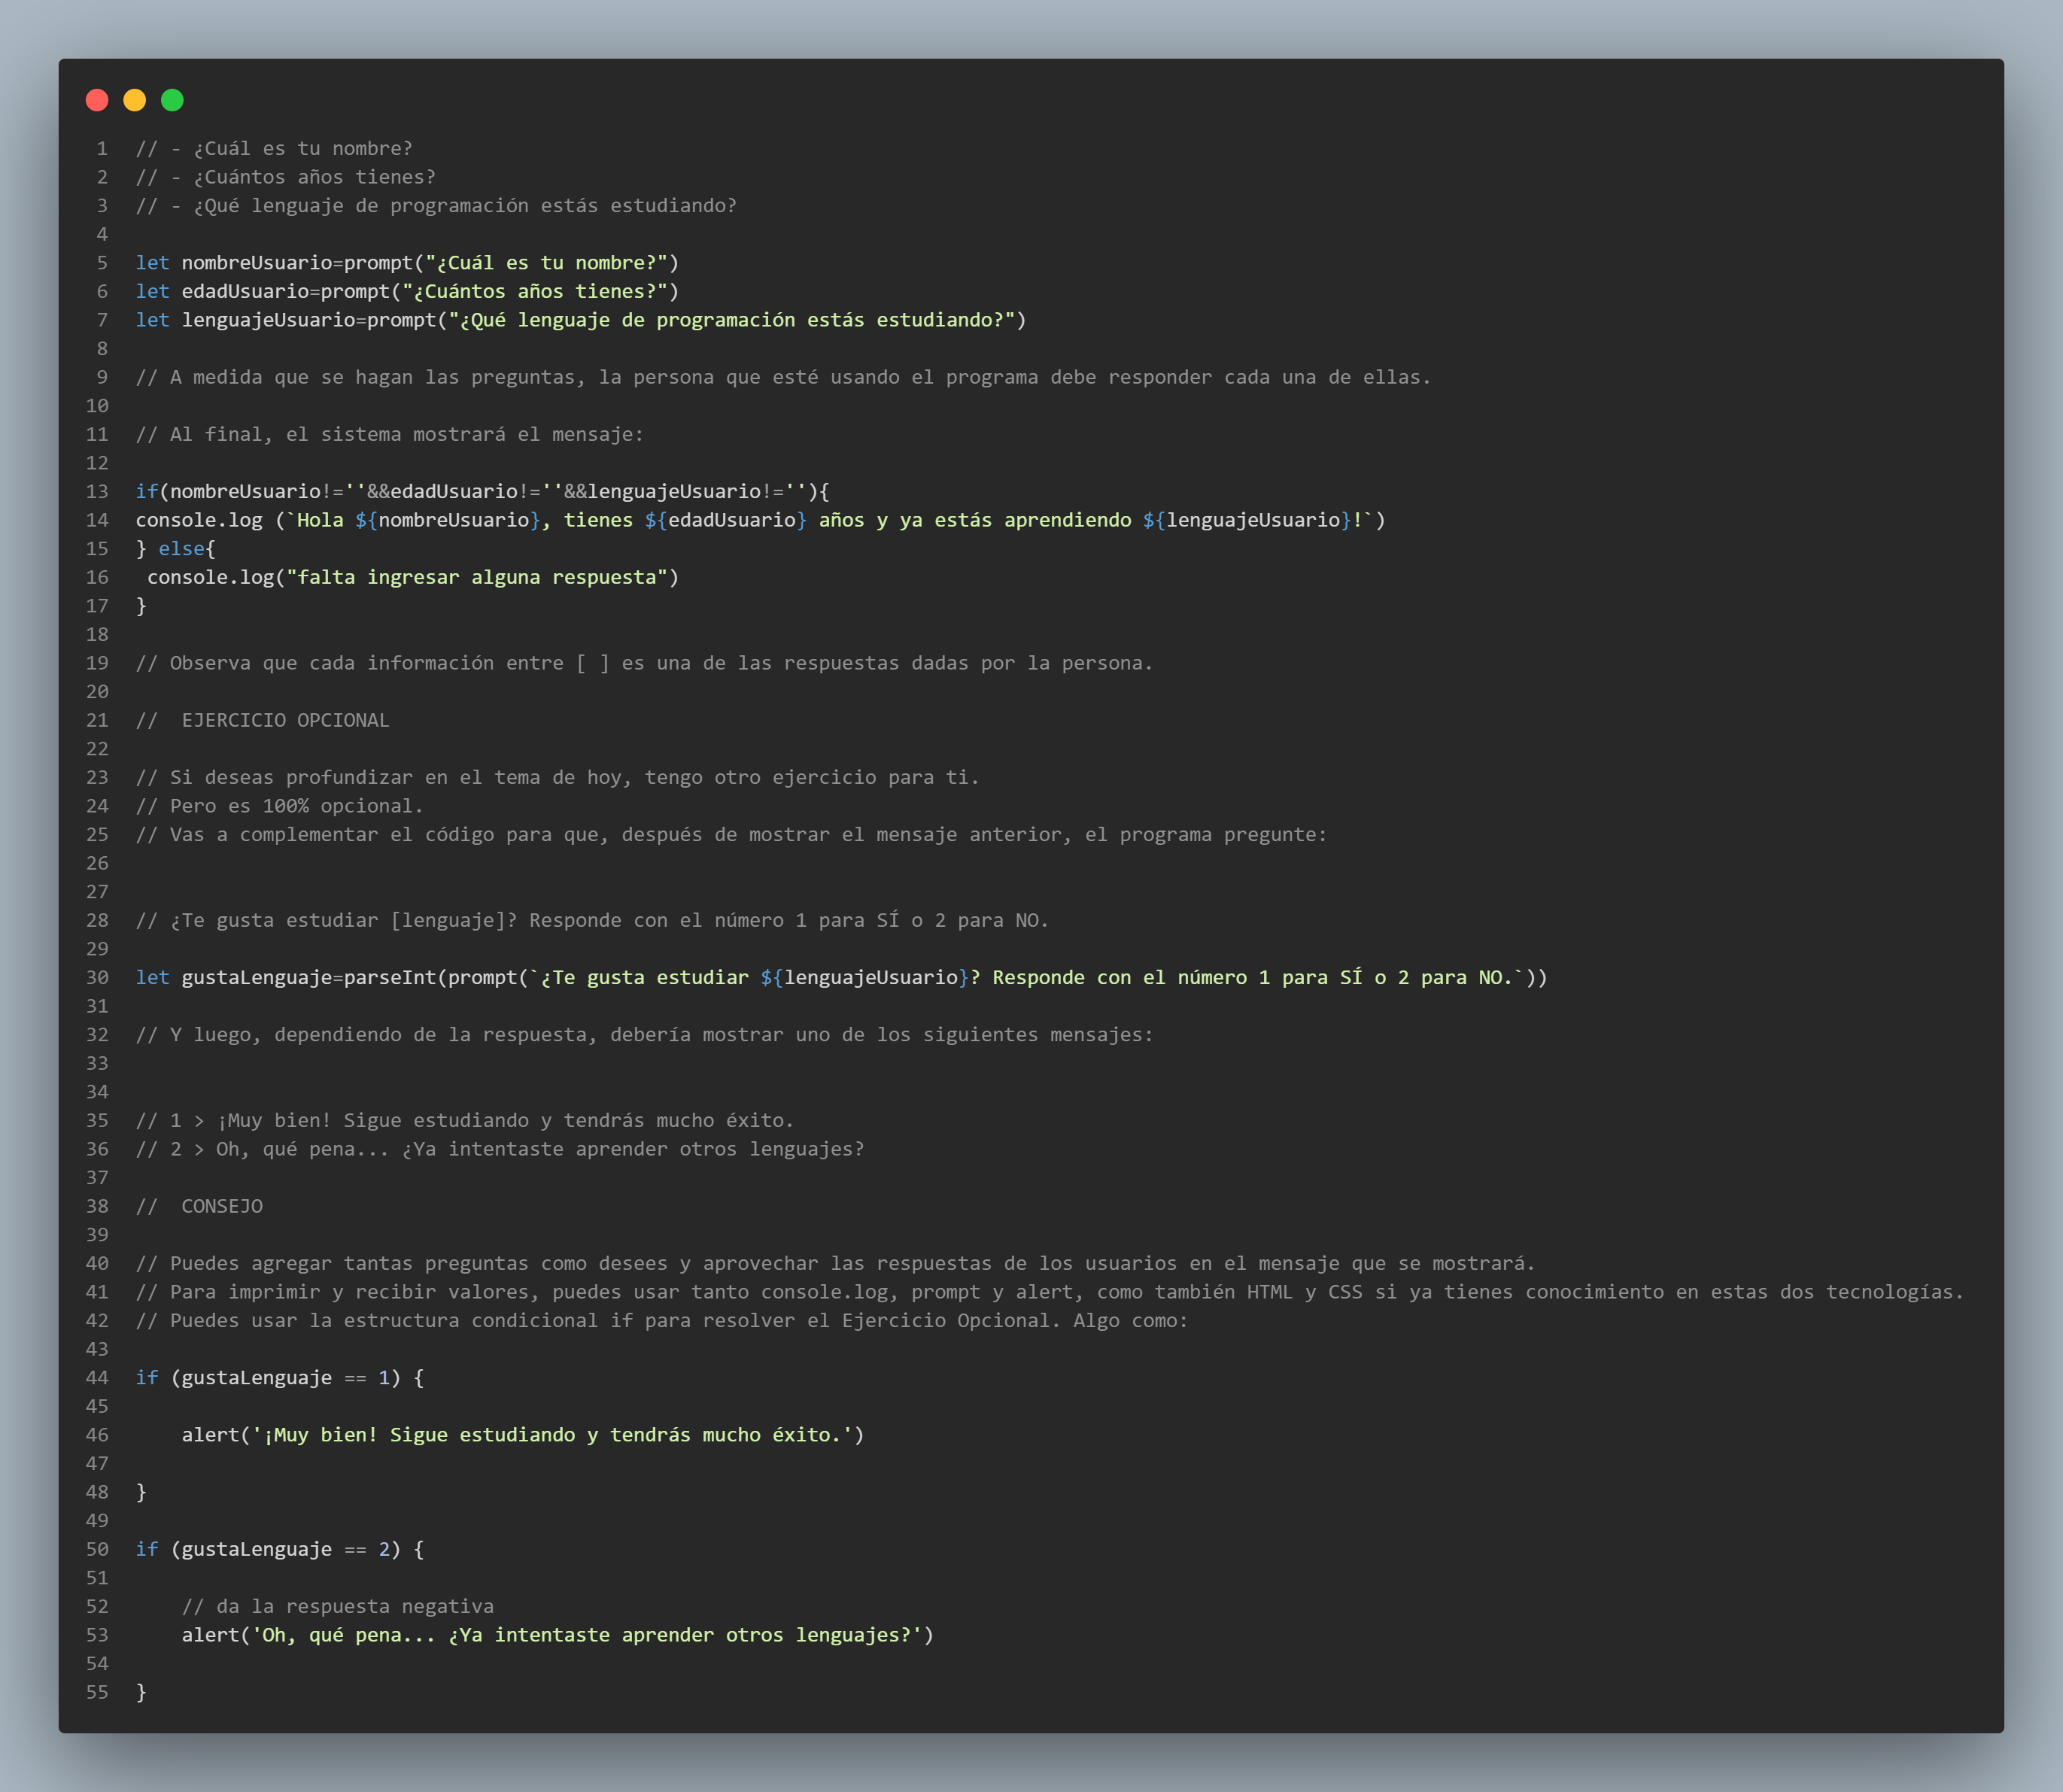 1 // - ¿Cuál es tu nombre?
2 // - ¿Cuántos años tienes?
3 // - ¿Qué lenguaje de programación estás estudiando?
4
5 let nombreUsuario=prompt("¿Cuál es tu nombre?")
6 let edadUsuario=prompt("¿Cuántos años tienes?")
7 let lenguajeUsuario=prompt("¿Qué lenguaje de programación estás estudiando?")
8
9 // A medida que se hagan las preguntas, la persona que esté usando el programa debe responder cada una de ellas.
10
11 // Al final, el sistema mostrará el mensaje:
12
13 if(nombreUsuario!=''&&edadUsuario!=''&&lenguajeUsuario!=''){
14 console.log (`Hola ${nombreUsuario}, tienes ${edadUsuario} años y ya estás aprendiendo ${lenguajeUsuario}!`)
15 } else{
16  console.log("falta ingresar alguna respuesta")
17 }
18
19 // Observa que cada información entre [ ] es una de las respuestas dadas por la persona.
20
21 //  EJERCICIO OPCIONAL
22
23 // Si deseas profundizar en el tema de hoy, tengo otro ejercicio para ti.
24 // Pero es 100% opcional.
25 // Vas a complementar el código para que, después de mostrar el mensaje anterior, el programa pregunte:
26
27
28 // ¿Te gusta estudiar [lenguaje]? Responde con el número 1 para SÍ o 2 para NO.
29
30 let gustaLenguaje=parseInt(prompt(`¿Te gusta estudiar ${lenguajeUsuario}? Responde con el número 1 para SÍ o 2 para NO.`))
31
32 // Y luego, dependiendo de la respuesta, debería mostrar uno de los siguientes mensajes:
33
34
35 // 1 > ¡Muy bien! Sigue estudiando y tendrás mucho éxito.
36 // 2 > Oh, qué pena... ¿Ya intentaste aprender otros lenguajes?
37
38 //  CONSEJO
39
40 // Puedes agregar tantas preguntas como desees y aprovechar las respuestas de los usuarios en el mensaje que se mostrará.
41 // Para imprimir y recibir valores, puedes usar tanto console.log, prompt y alert, como también HTML y CSS si ya tienes conocimiento en estas dos tecnologías.
42 // Puedes usar la estructura condicional if para resolver el Ejercicio Opcional. Algo como:
43
44 if (gustaLenguaje == 1) {
45
46     alert('¡Muy bien! Sigue estudiando y tendrás mucho éxito.')
47
48 }
49
50 if (gustaLenguaje == 2) {
51
52     // da la respuesta negativa
53     alert('Oh, qué pena... ¿Ya intentaste aprender otros lenguajes?')
54
55 }